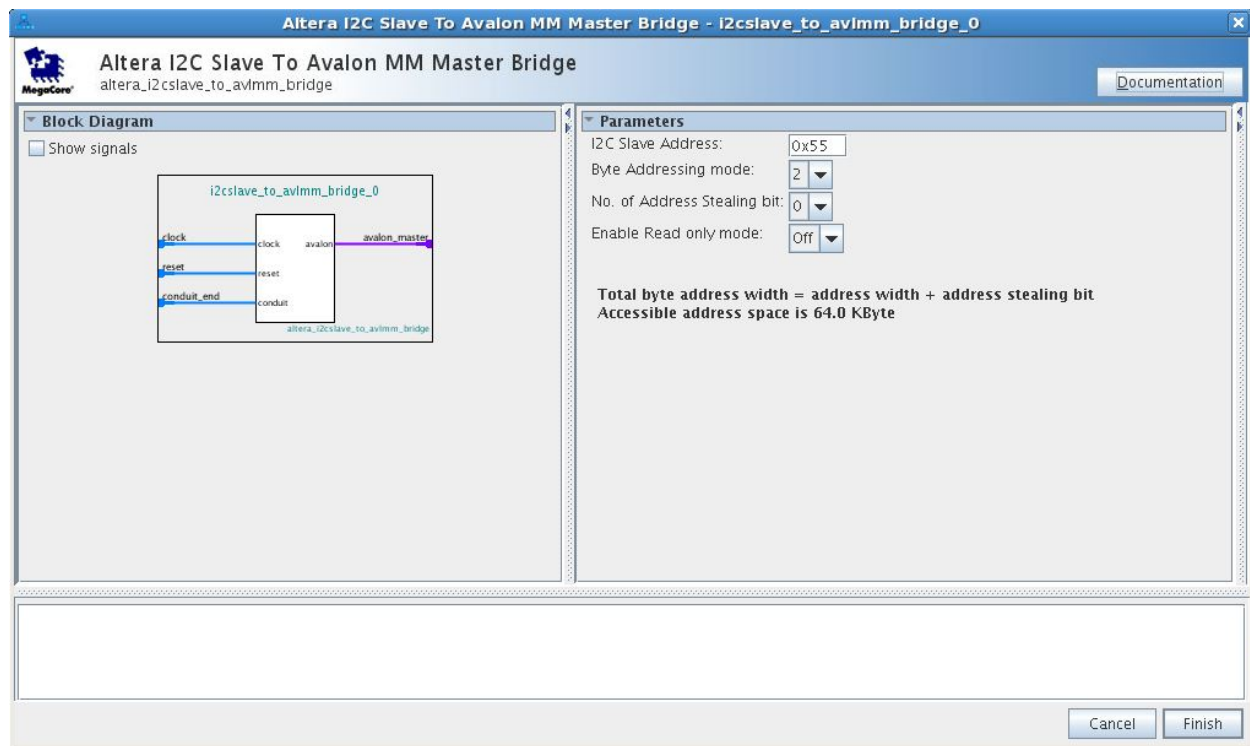 Altera I2C Slave To Avalon MM Master Bridge - i2cslave_to_avlmm_bridge_0
MegaCore'
Altera I2C Slave To Avalon MM Master Bridge
altera_i2cslave_to_avlmm_bridge
Documentation
Block Diagram
Show signals
i2cslave_to_avlmm_bridge_0
clock
clock
avalon
avalon_master
reset
reset
conduit_end
conduit
altera_i2cslave_to_avlmm_bridge
Parameters
I2C Slave Address: 0x55
Byte Addressing mode: 2
No. of Address Stealing bit: 0
Enable Read only mode: Off
Total byte address width = address width + address stealing bit
Accessible address space is 64.0 KByte
Cancel
Finish